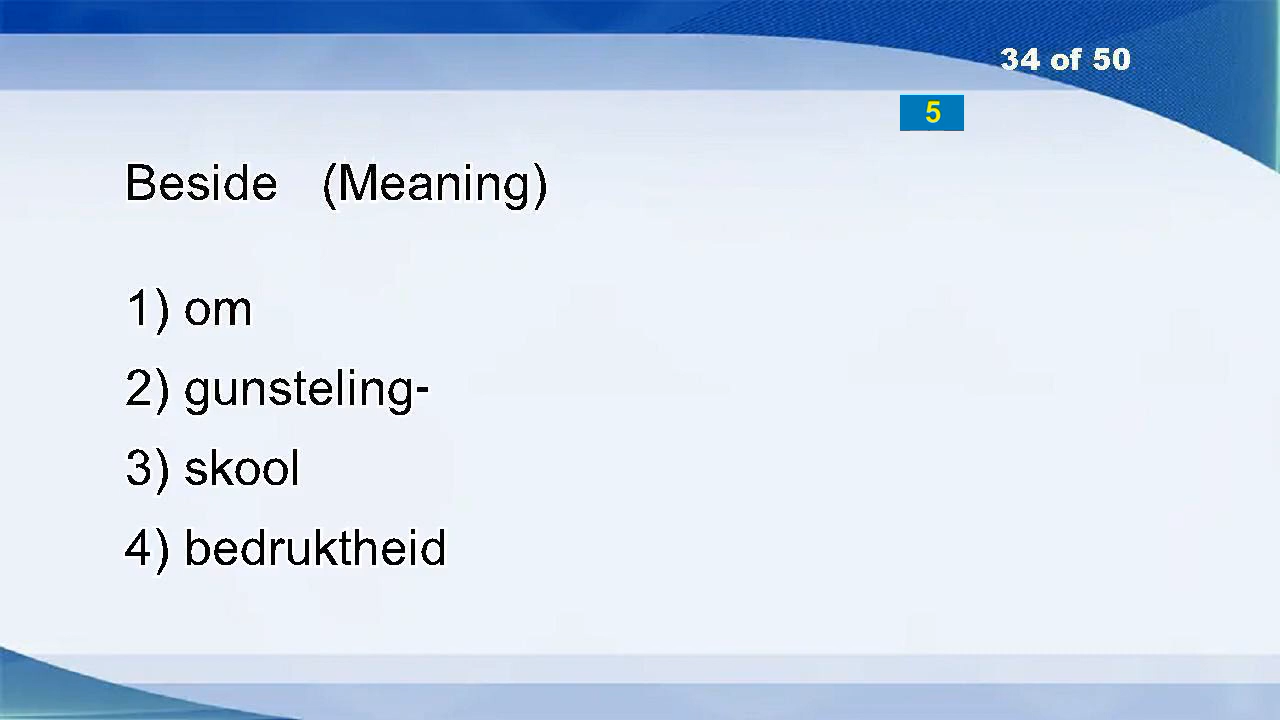 34 of 50
5
Beside (Meaning)
1) om
2) gunsteling-
3) skool
4) bedruktheid